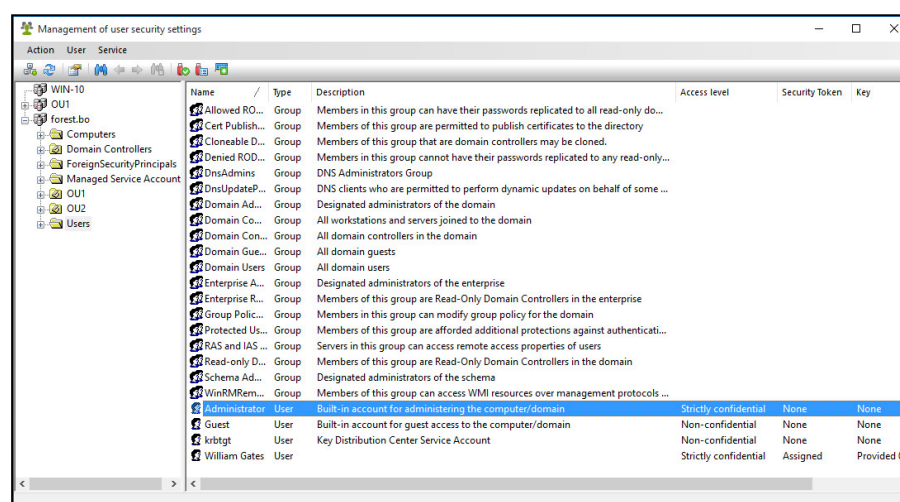 Management of user security settings
Action User Service
WIN-10
OU1
forest.bo
Computers
Domain Controllers
ForeignSecurityPrincipals
Managed Service Account
OU1
OU2
Users
Name / Type Description Access level Security Token Key
Allowed RO... Group Members in this group can have their passwords replicated to all read-only do...
Cert Publish... Group Members of this group are permitted to publish certificates to the directory
Cloneable D... Group Members of this group that are domain controllers may be cloned.
Denied ROD... Group Members in this group cannot have their passwords replicated to any read-only...
DnsAdmins Group DNS Administrators Group
DnsUpdateP... Group DNS clients who are permitted to perform dynamic updates on behalf of some ...
Domain Ad... Group Designated administrators of the domain
Domain Co... Group All workstations and servers joined to the domain
Domain Con... Group All domain controllers in the domain
Domain Gue... Group All domain guests
Domain Users Group All domain users
Enterprise A... Group Designated administrators of the enterprise
Enterprise R... Group Members of this group are Read-Only Domain Controllers in the enterprise
Group Polic... Group Members in this group can modify group policy for the domain
Protected Us... Group Members of this group are afforded additional protections against authenticati...
RAS and IAS ... Group Servers in this group can access remote access properties of users
Read-only D... Group Members of this group are Read-Only Domain Controllers in the domain
Schema Ad... Group Designated administrators of the schema
WinRMRem... Group Members of this group can access WMI resources over management protocols ...
Administrator User Built-in account for administering the computer/domain Strictly confidential None None
Guest User Built-in account for guest access to the computer/domain Non-confidential None None
krbtgt User Key Distribution Center Service Account Non-confidential None None
William Gates User Strictly confidential Assigned Provided